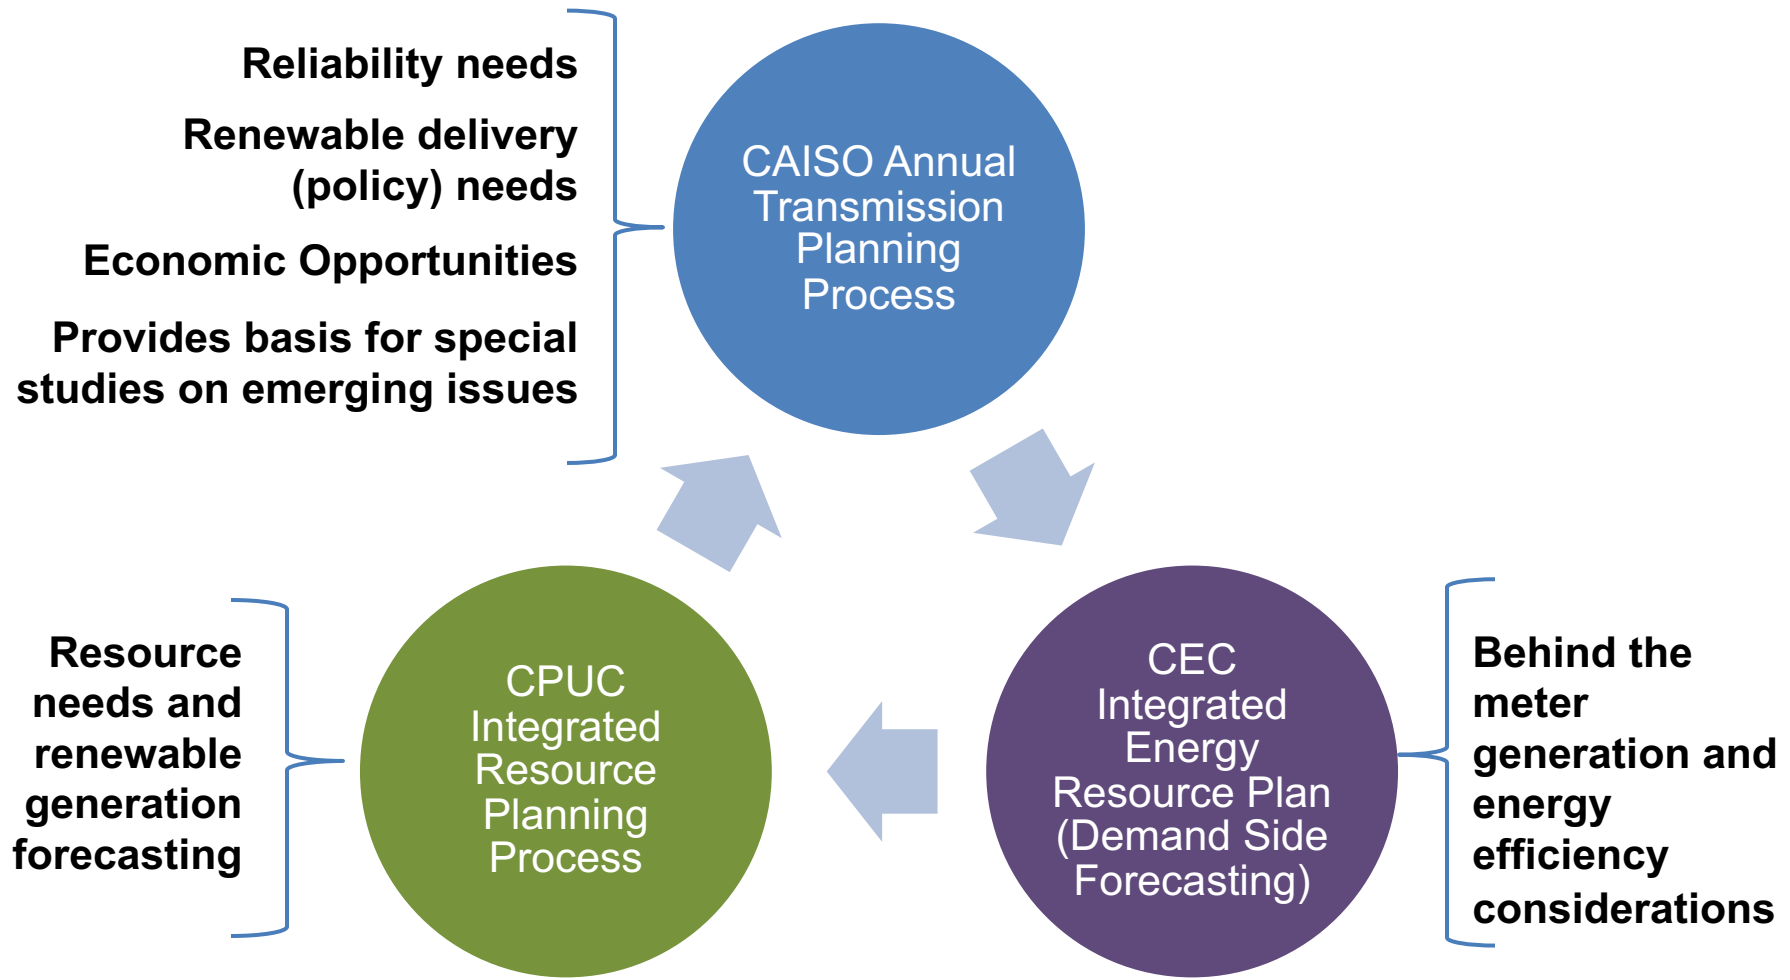 Reliability needs
Renewable delivery
(policy) needs
Economic Opportunities
Provides basis for special
studies on emerging issues
CAISO Annual
Transmission
Planning
Process
Resource
needs and
renewable
generation
forecasting
CPUC
Integrated
Resource
Planning
Process
CEC
Integrated
Energy
Resource Plan
(Demand Side
Forecasting)
Behind the
meter
generation and
energy
efficiency
considerations